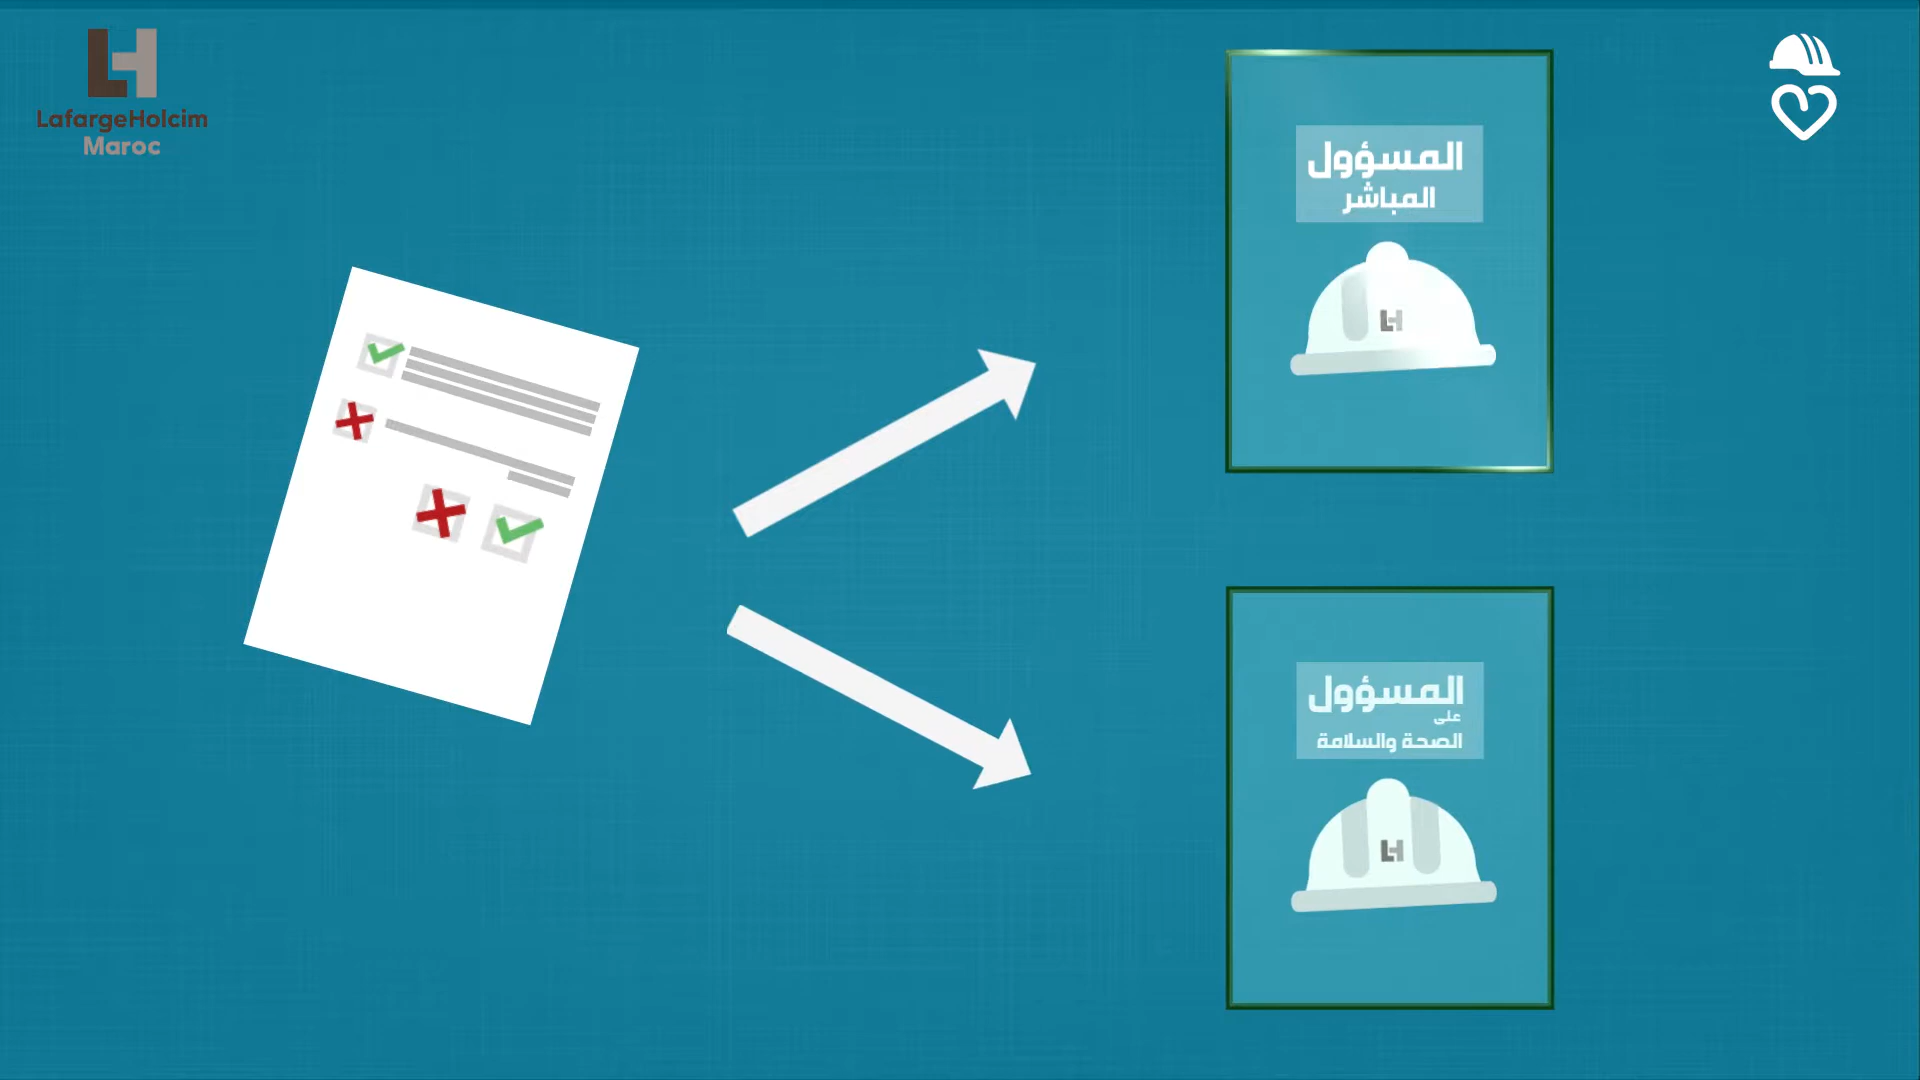 LafargeHolcim
Maroc
المسؤول
المباشر
المسؤول
على
الصحة والسلامة